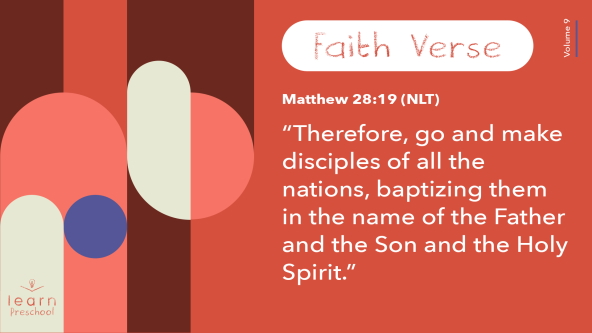 Faith Verse
Volume 9
Matthew 28:19 (NLT)
“Therefore, go and make
disciples of all the
nations, baptizing them
in the name of the Father
and the Son and the Holy
Spirit.”
learn
Preschool